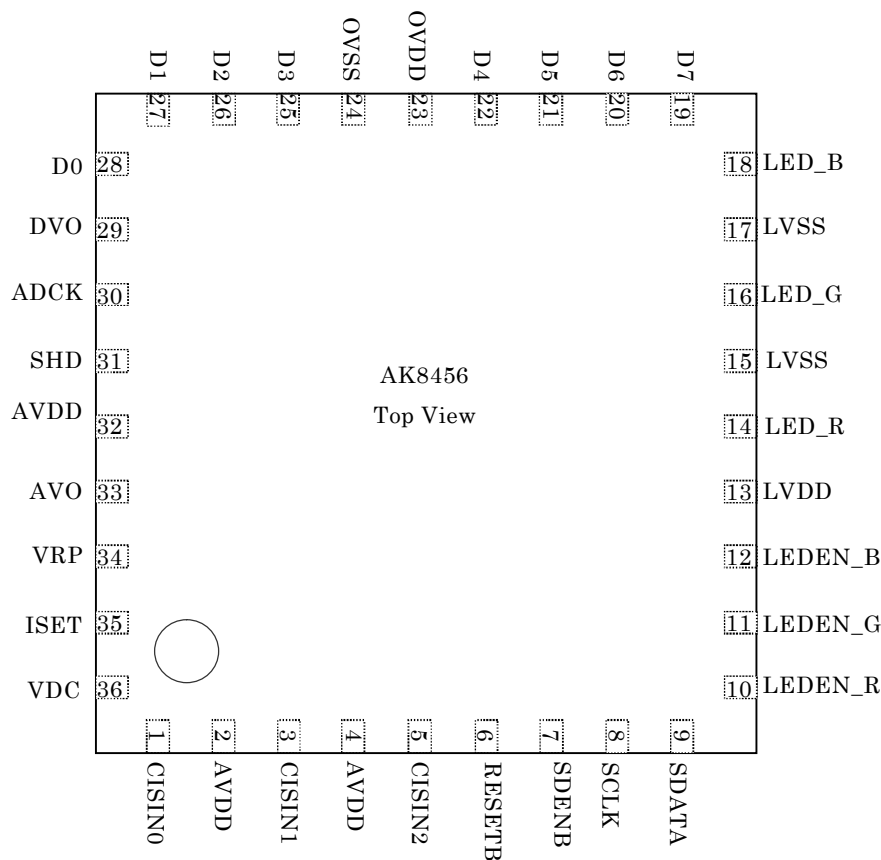 D1 D2 D3 OVSS OVDD D4 D5 D6 D7
27 26 25 24 23 22 21 20 19
D0 28
DVO 29
ADCK 30
SHD 31
AVDD 32
AVO 33
VRP 34
ISET 35
VDC 36
AK8456
Top View
18 LED_B
17 LVSS
16 LED_G
15 LVSS
14 LED_R
13 LVDD
12 LEDEN_B
11 LEDEN_G
10 LEDEN_R
1 2 3 4 5 6 7 8 9
CISIN0 AVDD CISIN1 AVDD CISIN2 RESETB SDENB SCLK SDATA